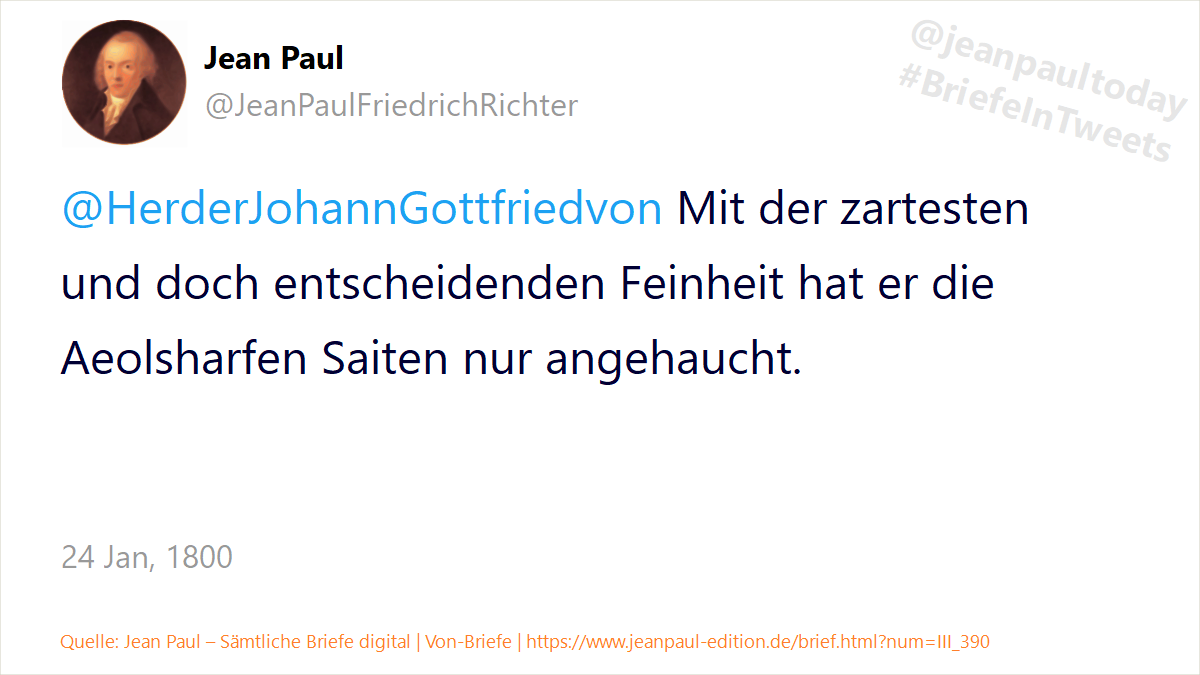 Jean Paul
@JeanPaulFriedrichRichter
@jeanpaultoday
#BriefeInTweets
@HerderJohannGottfriedvon Mit der zartesten
und doch entscheidenden Feinheit hat er die
Aeolsharfen Saiten nur angehaucht.
24 Jan, 1800
Quelle: Jean Paul – Sämtliche Briefe digital | Von-Briefe | https://www.jeanpaul-edition.de/brief.html?num=III_390